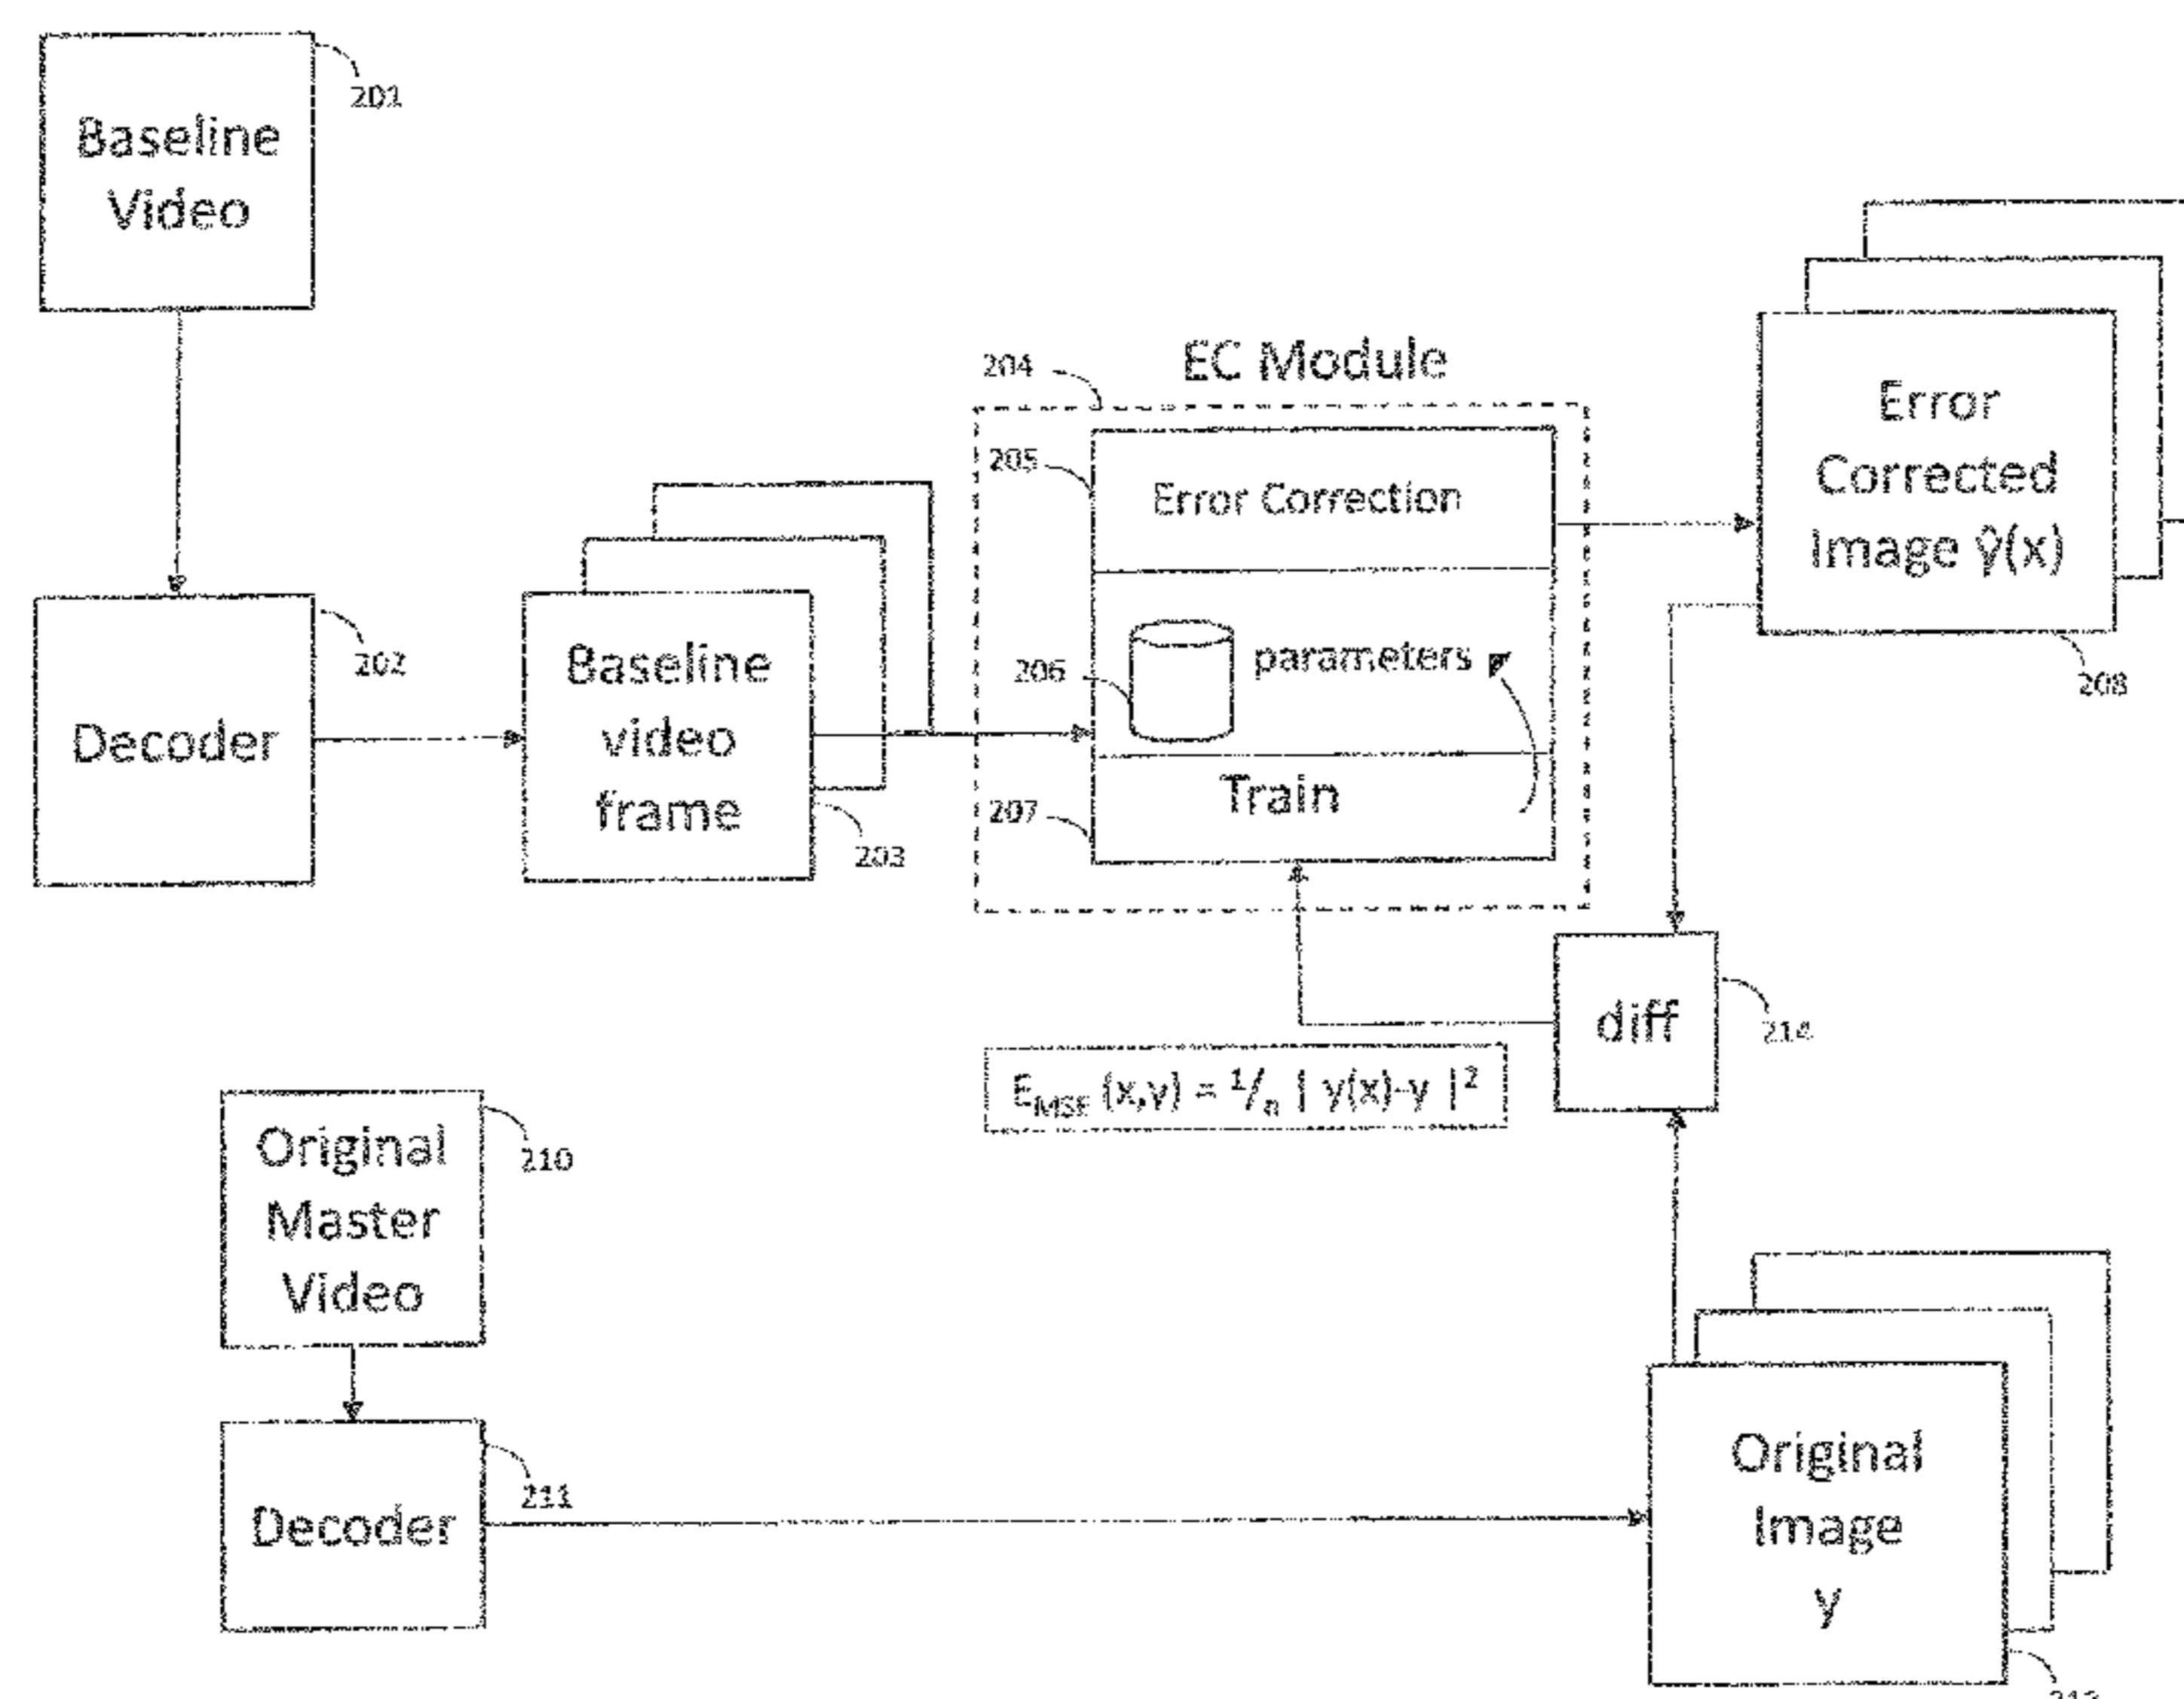 201
Baseline
Video
202
Decoder
Baseline
video
frame
203
204
EC Module
205
Error Correction
206
parameters
207
Train
Error
Corrected
Image ŷ(x)
208
diff
214
E_MSE (x,y) = 1/n | y(x)-y |²
Original
Master
Video
210
Decoder
211
Original
Image
y